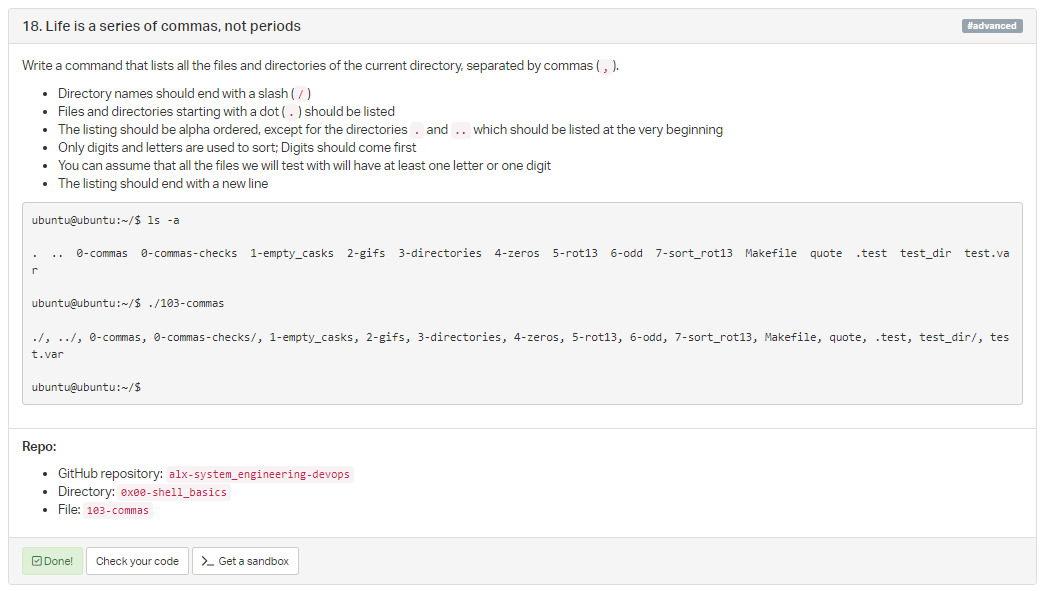 18. Life is a series of commas, not periods
#advanced
Write a command that lists all the files and directories of the current directory, separated by commas ( , ).
• Directory names should end with a slash ( / )
• Files and directories starting with a dot ( . ) should be listed
• The listing should be alpha ordered, except for the directories . and .. which should be listed at the very beginning
• Only digits and letters are used to sort; Digits should come first
• You can assume that all the files we will test with will have at least one letter or one digit
• The listing should end with a new line
ubuntu@ubuntu:~/$ ls -a
.  ..  0-commas  0-commas-checks  1-empty_casks  2-gifs  3-directories  4-zeros  5-rot13  6-odd  7-sort_rot13  Makefile  quote  .test  test_dir  test.va
r
ubuntu@ubuntu:~/$ ./103-commas
./, ../, 0-commas, 0-commas-checks/, 1-empty_casks, 2-gifs, 3-directories, 4-zeros, 5-rot13, 6-odd, 7-sort_rot13, Makefile, quote, .test, test_dir/, tes
t.var
ubuntu@ubuntu:~/$
Repo:
• GitHub repository: alx-system_engineering-devops
• Directory: 0x00-shell_basics
• File: 103-commas
Done!
Check your code
>_ Get a sandbox